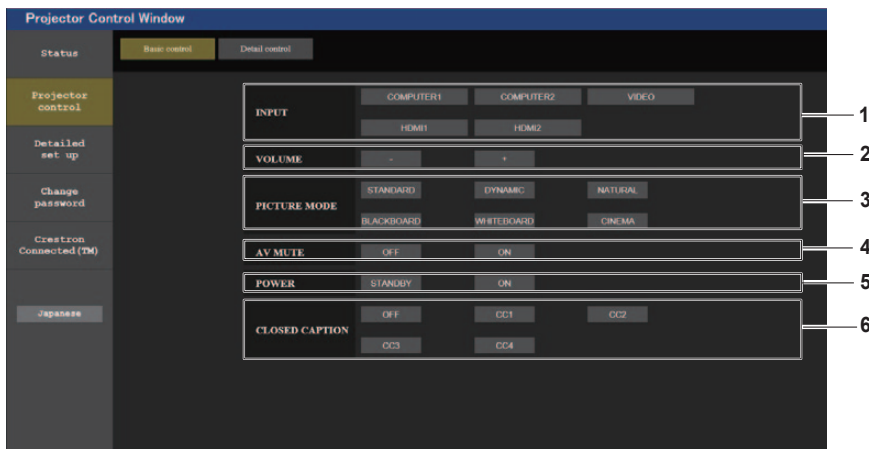 Projector Control Window
Status
Basic control
Detail control
Projector
control
Detailed
set up
Change
password
Crestron
Connected(TM)
Japanese
INPUT
COMPUTER1
COMPUTER2
VIDEO
HDMI1
HDMI2
1
VOLUME
-
+
2
PICTURE MODE
STANDARD
DYNAMIC
NATURAL
BLACKBOARD
WHITEBOARD
CINEMA
3
AV MUTE
OFF
ON
4
POWER
STANDBY
ON
5
CLOSED CAPTION
OFF
CC1
CC2
CC3
CC4
6